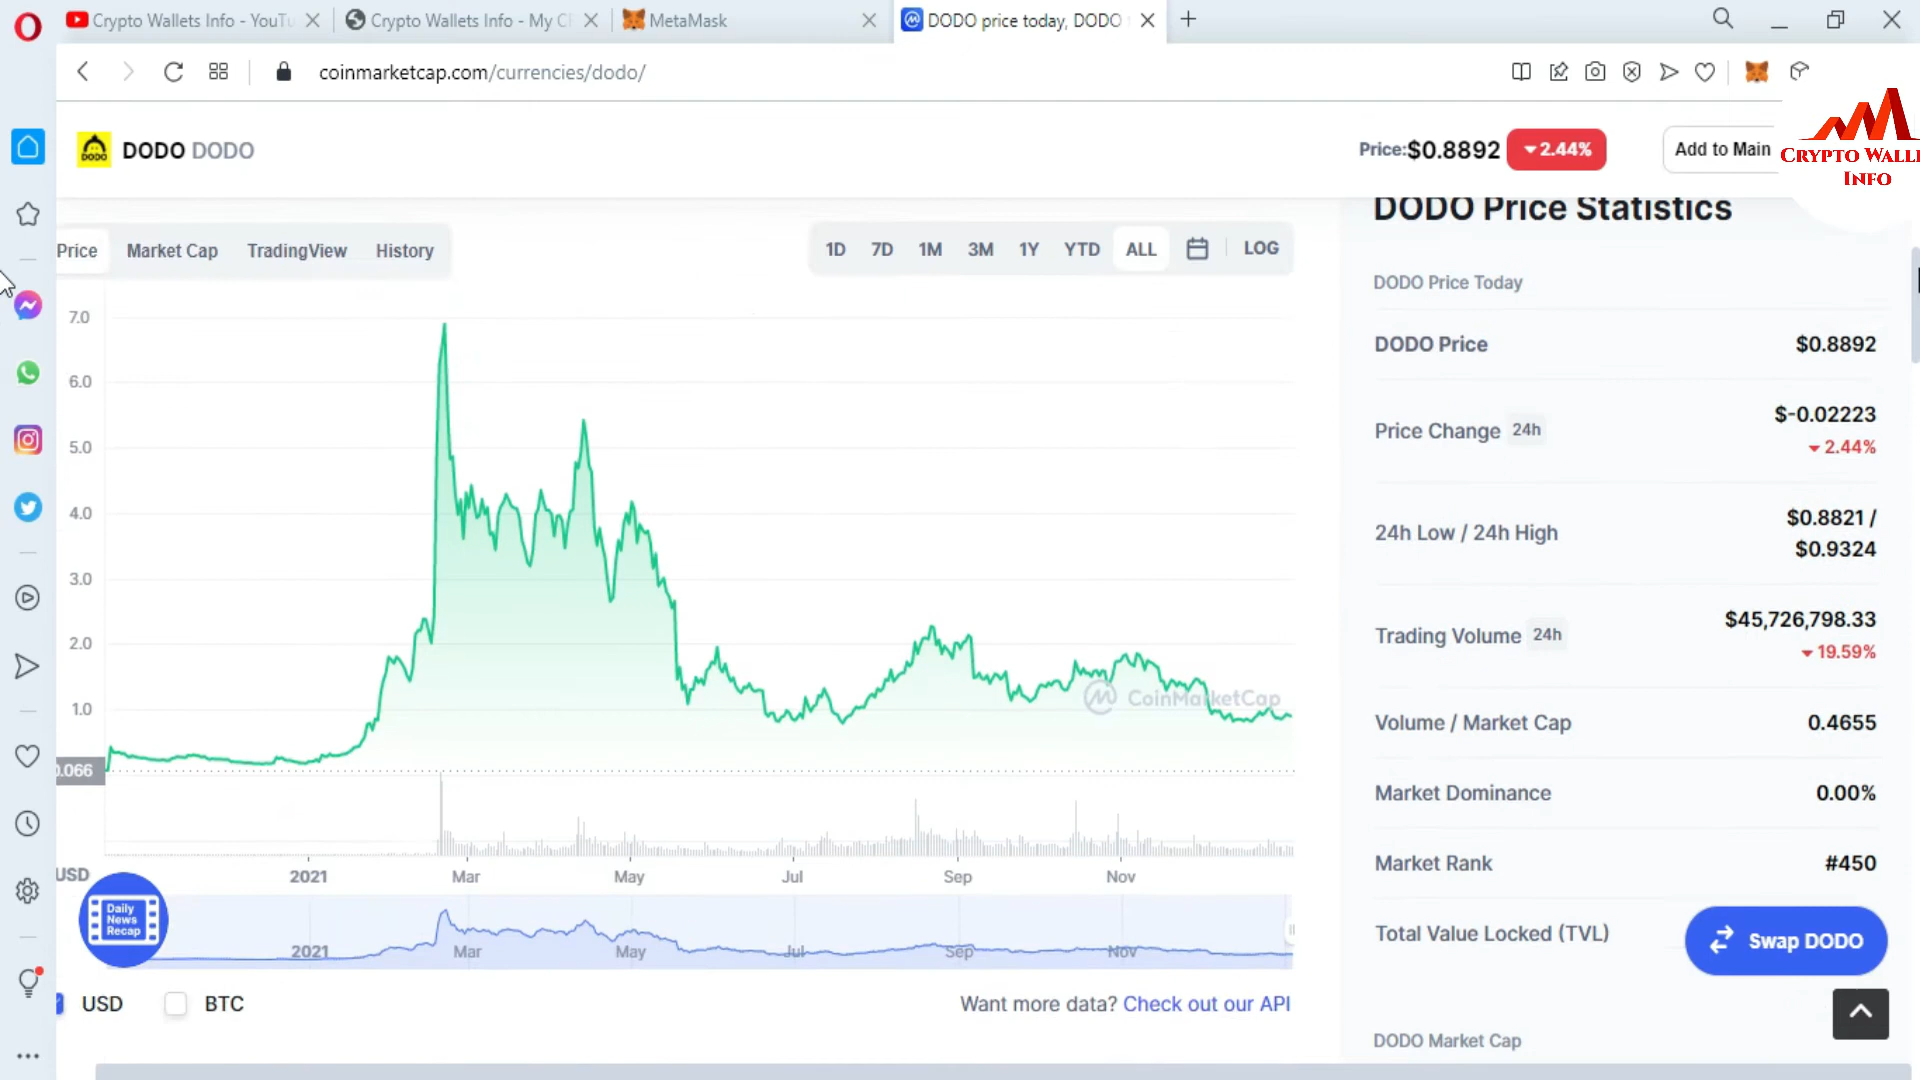 Crypto Wallets Info - YouTu
Crypto Wallets Info - My C
MetaMask
DODO price today, DODO
coinmarketcap.com/currencies/dodo/
DODO
DODO DODO
Price:$0.8892
2.44%
Add to Main
CRYPTO WALLE
INFO
Price
Market Cap
TradingView
History
1D
7D
1M
3M
1Y
YTD
ALL
LOG
7.0
6.0
5.0
4.0
3.0
2.0
1.0
0.066
CoinMarketCap
USD
2021
Mar
May
Jul
Sep
Nov
2021
Mar
May
Jul
Sep
Nov
Daily
News
Recap
USD
BTC
Want more data? Check out our API
DODO Price Statistics
DODO Price Today
DODO Price
$0.8892
Price Change 24h
$-0.02223
2.44%
24h Low / 24h High
$0.8821 /
$0.9324
Trading Volume 24h
$45,726,798.33
19.59%
Volume / Market Cap
0.4655
Market Dominance
0.00%
Market Rank
#450
Total Value Locked (TVL)
Swap DODO
DODO Market Cap